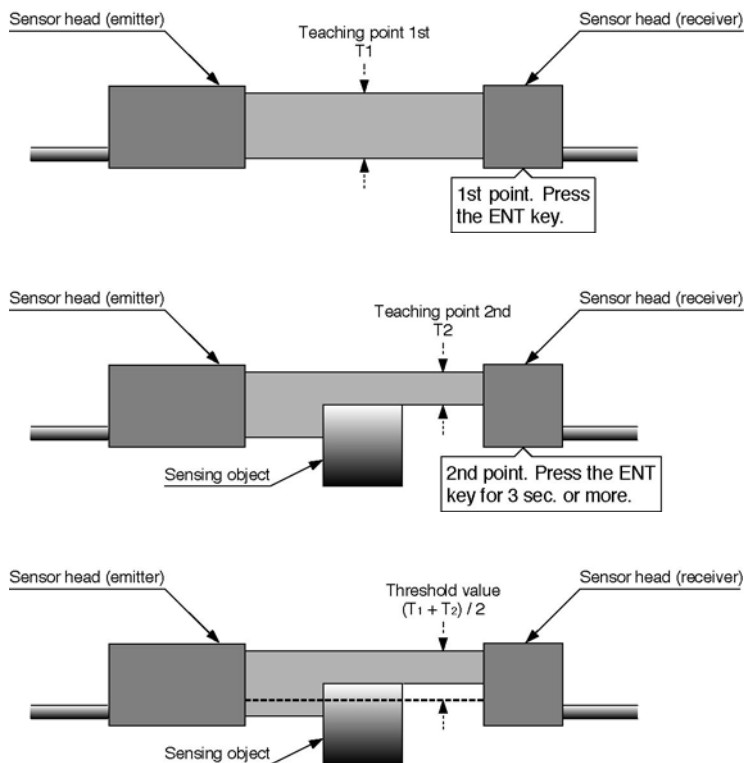 Sensor head (emitter)
Sensor head (receiver)
Teaching point 1st
T1
1st point. Press
the ENT key.
Sensor head (emitter)
Sensor head (receiver)
Teaching point 2nd
T2
Sensing object
2nd point. Press the ENT
key for 3 sec. or more.
Sensor head (emitter)
Sensor head (receiver)
Threshold value
(T₁ + T₂) / 2
Sensing object